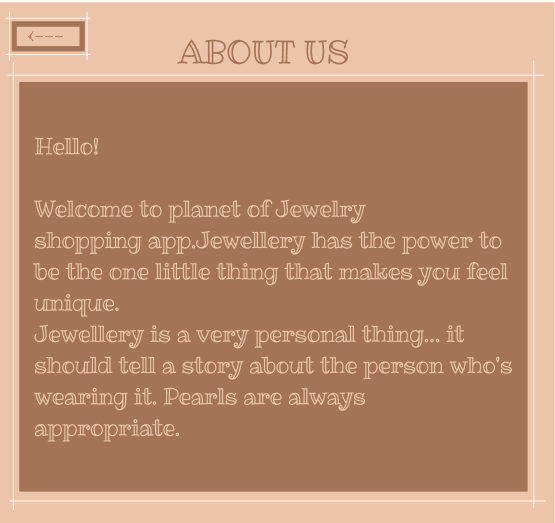 <---
ABOUT US
Hello!
Welcome to planet of Jewelry
shopping app.Jewellery has the power to
be the one little thing that makes you feel
unique.
Jewellery is a very personal thing... it
should tell a story about the person who's
wearing it. Pearls are always
appropriate.